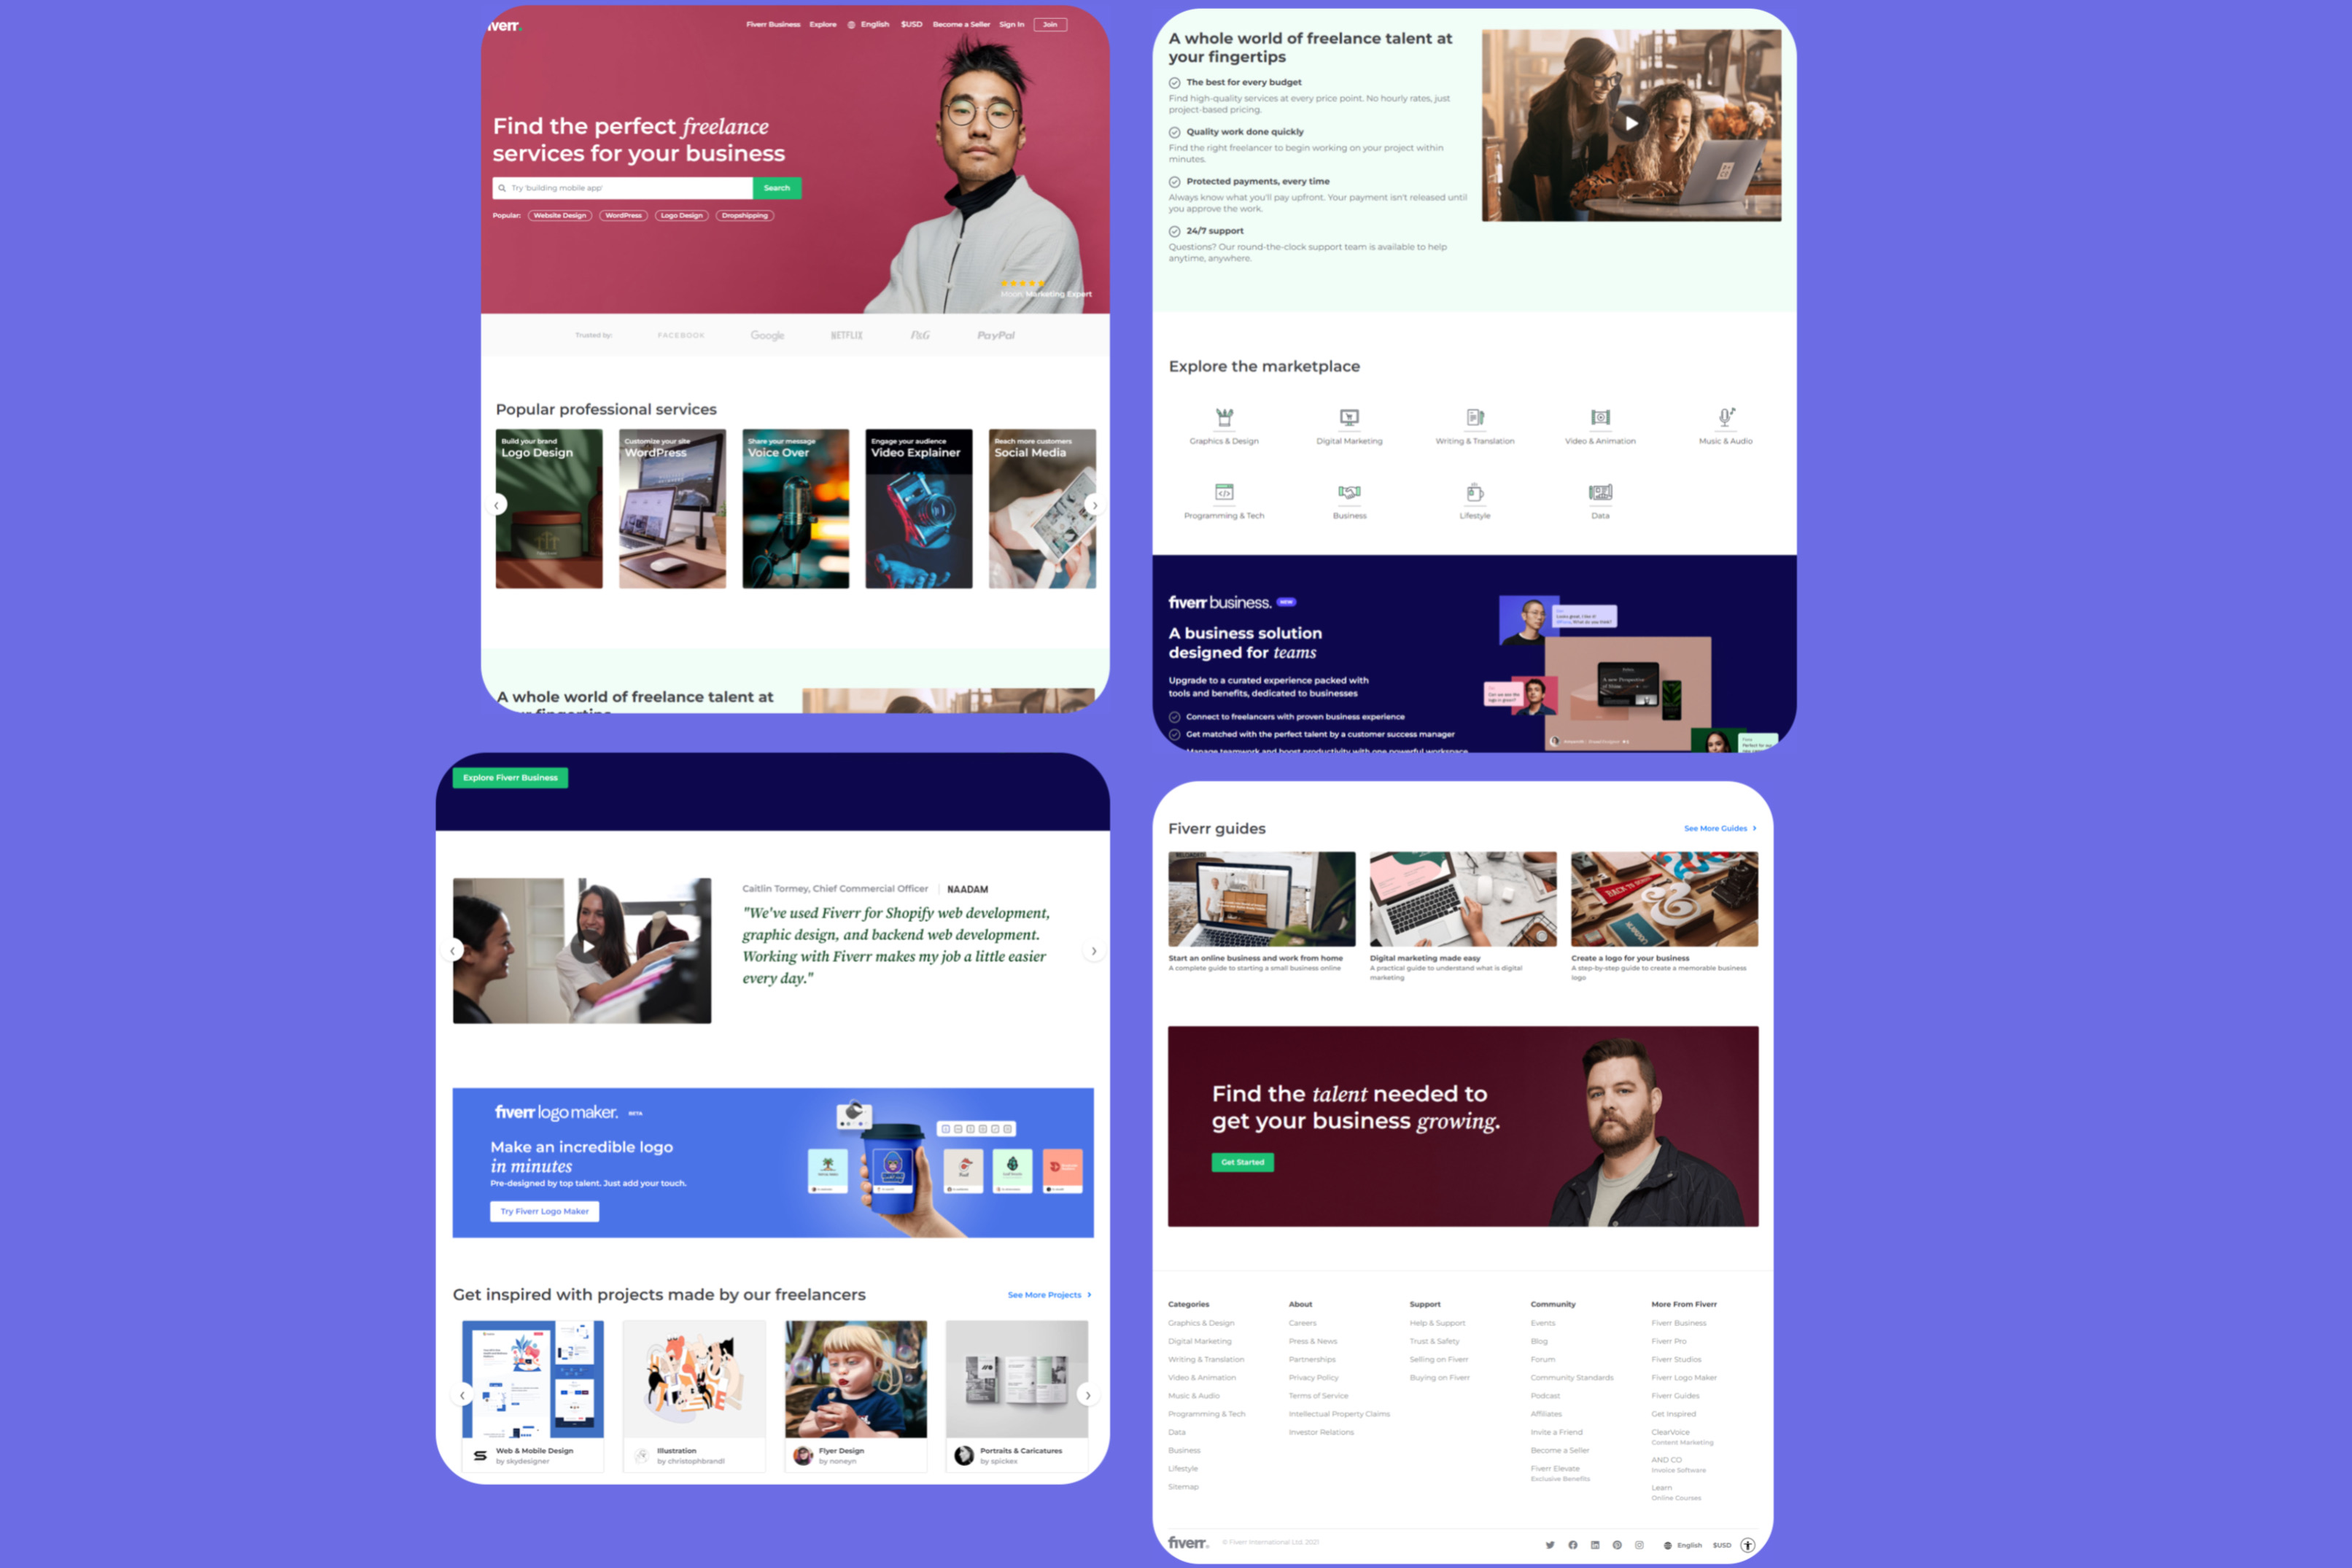 iverr.
Fiverr Business Explore English $USD Become a Seller Sign In Join
Find the perfect freelance
services for your business
Try 'building mobile app' Search
Popular: Website Design WordPress Logo Design Dropshipping
Moon, Marketing Expert
Trusted by: FACEBOOK Google NETFLIX P&G PayPal
Popular professional services
Build your brand
Logo Design
Customize your site
WordPress
Share your message
Voice Over
Engage your audience
Video Explainer
Reach more customers
Social Media
A whole world of freelance talent at
A whole world of freelance talent at
your fingertips
The best for every budget
Find high-quality services at every price point. No hourly rates, just
project-based pricing.
Quality work done quickly
Find the right freelancer to begin working on your project within
minutes.
Protected payments, every time
Always know what you'll pay upfront. Your payment isn't released until
you approve the work.
24/7 support
Questions? Our round-the-clock support team is available to help
anytime, anywhere.
Explore the marketplace
Graphics & Design
Digital Marketing
Writing & Translation
Video & Animation
Music & Audio
Programming & Tech
Business
Lifestyle
Data
fiverr business. NEW
A business solution
designed for teams
Upgrade to a curated experience packed with
tools and benefits, dedicated to businesses
Connect to freelancers with proven business experience
Get matched with the perfect talent by a customer success manager
Manage teamwork and boost productivity with one powerful workspace
Explore Fiverr Business
Caitlin Tormey, Chief Commercial Officer NAADAM
"We've used Fiverr for Shopify web development,
graphic design, and backend web development.
Working with Fiverr makes my job a little easier
every day."
fiverr logo maker. BETA
Make an incredible logo
in minutes
Pre-designed by top talent. Just add your touch.
Try Fiverr Logo Maker
Get inspired with projects made by our freelancers
See More Projects
Web & Mobile Design
by skydesigner
Illustration
by christophbrandl
Flyer Design
by noneyn
Portraits & Caricatures
by spickex
Fiverr guides
See More Guides
Start an online business and work from home
A complete guide to starting a small business online
Digital marketing made easy
A practical guide to understand what is digital
marketing
Create a logo for your business
A step-by-step guide to create a memorable business
logo
Find the talent needed to
get your business growing.
Get Started
Categories
Graphics & Design
Digital Marketing
Writing & Translation
Video & Animation
Music & Audio
Programming & Tech
Data
Business
Lifestyle
Sitemap
About
Careers
Press & News
Partnerships
Privacy Policy
Terms of Service
Intellectual Property Claims
Investor Relations
Support
Help & Support
Trust & Safety
Selling on Fiverr
Buying on Fiverr
Community
Events
Blog
Forum
Community Standards
Podcast
Affiliates
Invite a Friend
Become a Seller
Fiverr Elevate
Exclusive Benefits
More From Fiverr
Fiverr Business
Fiverr Pro
Fiverr Studios
Fiverr Logo Maker
Fiverr Guides
Get Inspired
ClearVoice
Content Marketing
AND CO
Invoice Software
Learn
Online Courses
fiverr. © Fiverr International Ltd. 2021
English $USD